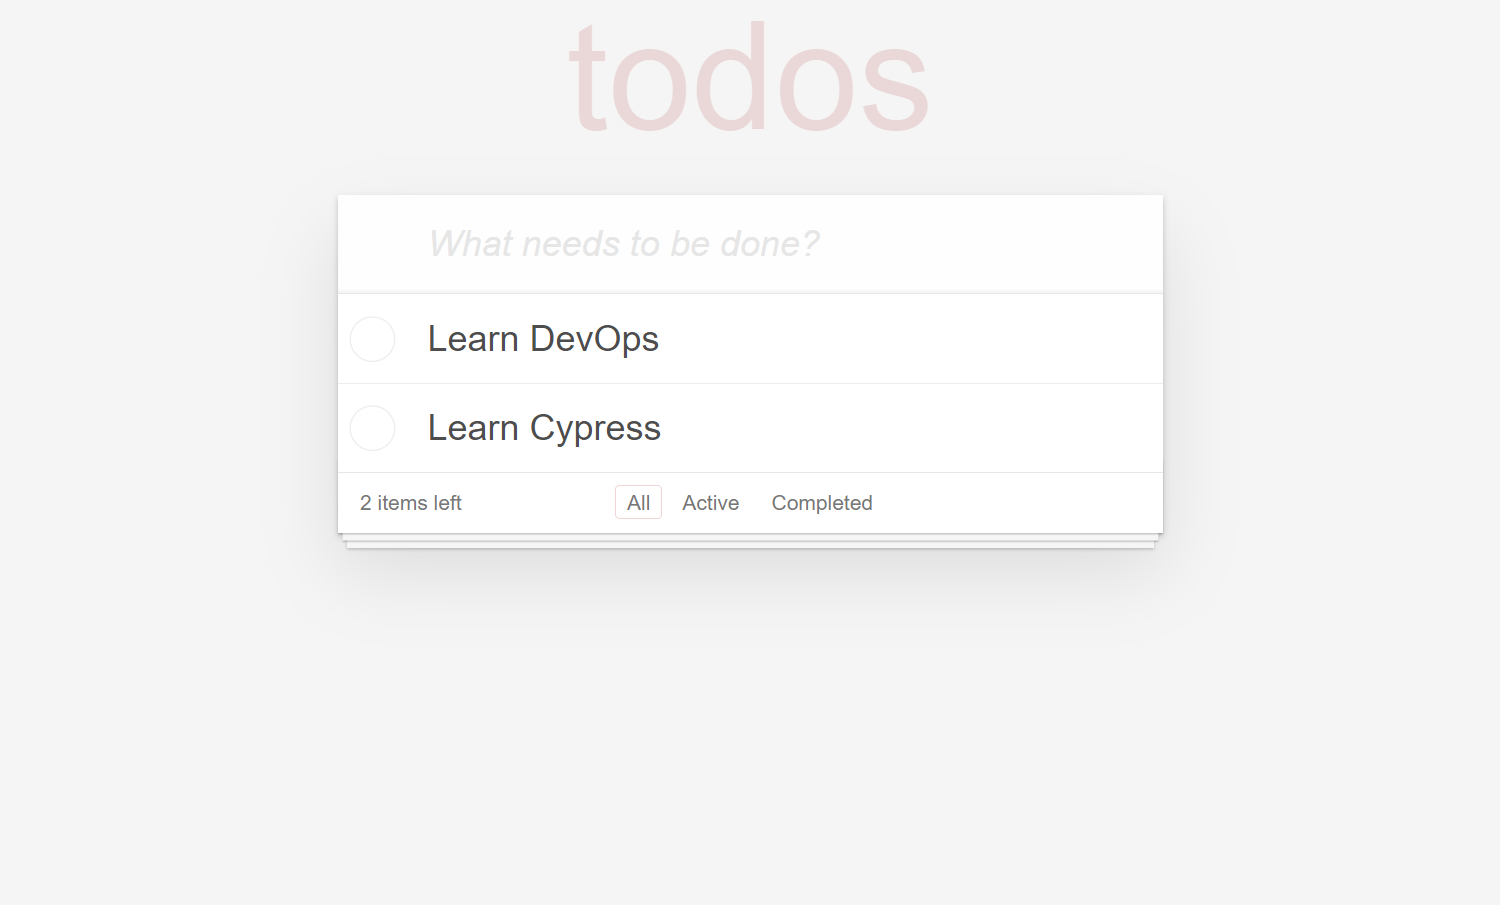 todos
What needs to be done?
Learn DevOps
Learn Cypress
2 items left All Active Completed